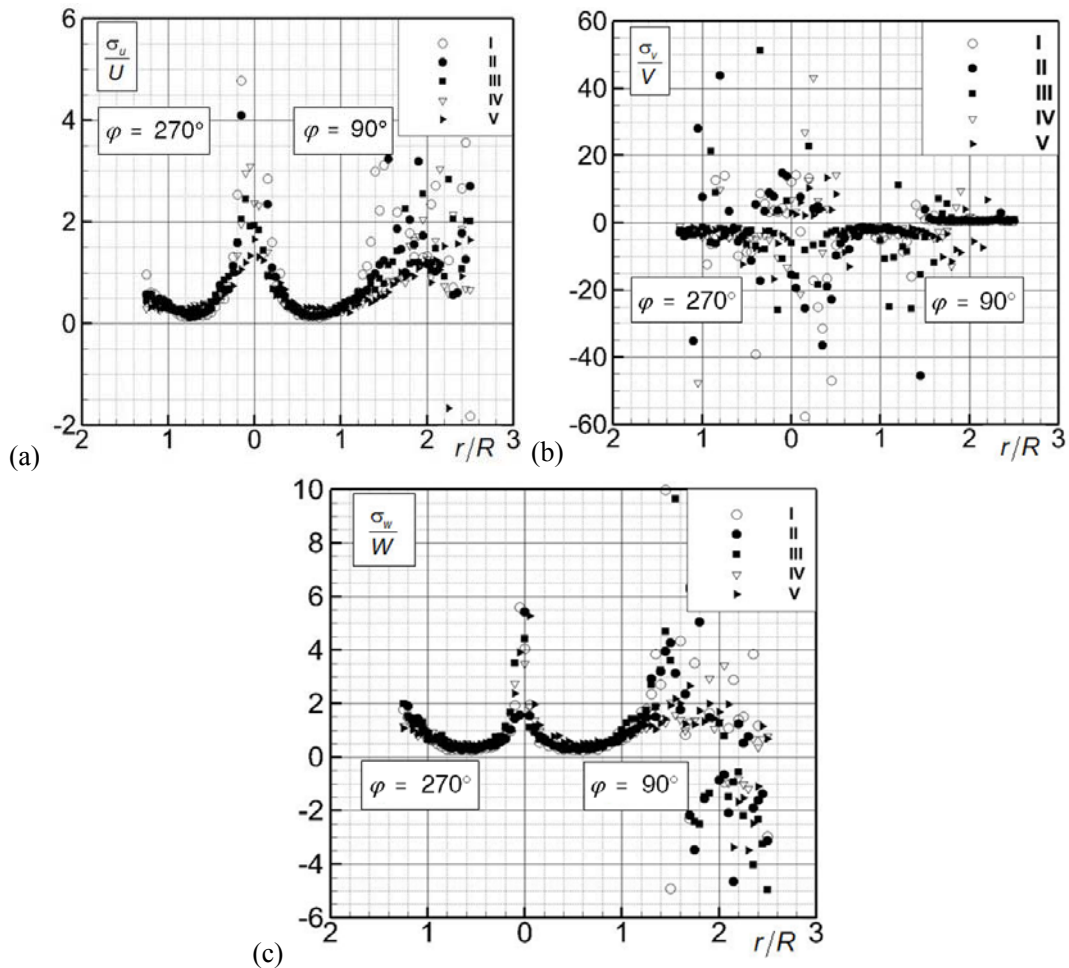 6
4
2
0
-2
σu
U
φ = 270°
φ = 90°
I
II
III
IV
V
2
1
0
1
2
3
r/R
(a)
60
40
20
0
-20
-40
-60
σv
V
I
II
III
IV
V
φ = 270°
φ = 90°
2
1
0
1
2
3
r/R
(b)
10
8
6
4
2
0
-2
-4
-6
σw
W
I
II
III
IV
V
φ = 270°
φ = 90°
2
1
0
1
2
3
r/R
(c)